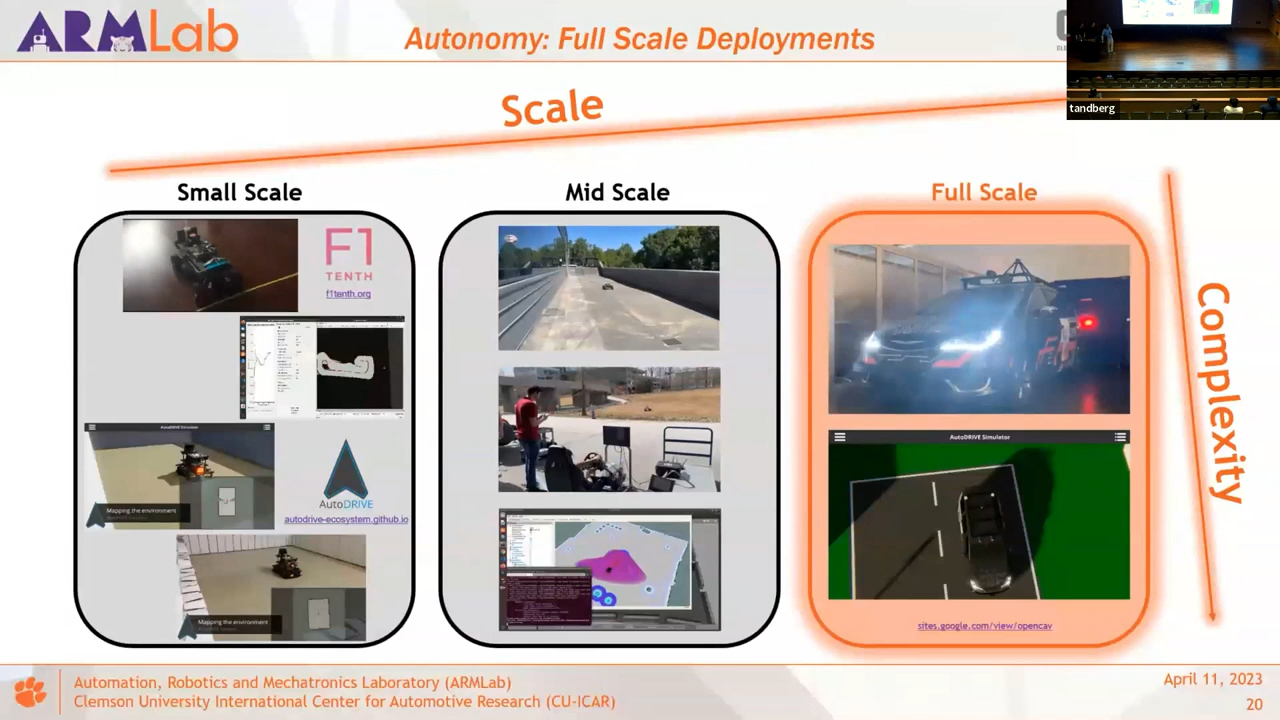 ARMLab
Autonomy: Full Scale Deployments
tandberg
Scale
Complexity
Small Scale
F1
TENTH
f1tenth.org
AutoDRIVE Simulator
Mapping the environment
AutoDRIVE
autodrive-ecosystem.github.io
Mapping the environment
Mid Scale
Full Scale
AutoDRIVE Simulator
sites.google.com/view/opencav
Automation, Robotics and Mechatronics Laboratory (ARMLab)
Clemson University International Center for Automotive Research (CU-ICAR)
April 11, 2023
20